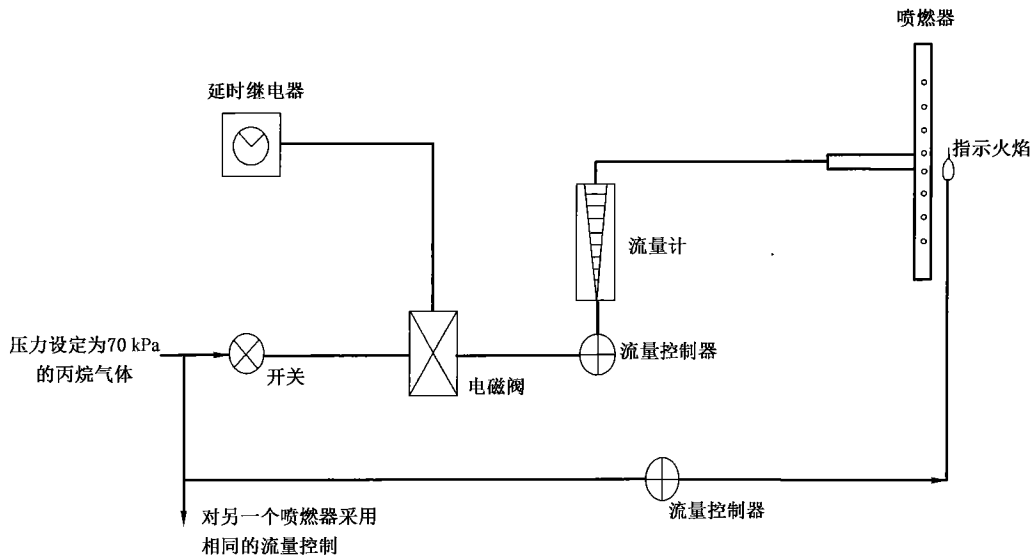 喷燃器
延时继电器
指示火焰
流量计
压力设定为70 kPa
的丙烷气体
开关
电磁阀
流量控制器
流量控制器
对另一个喷燃器采用
相同的流量控制